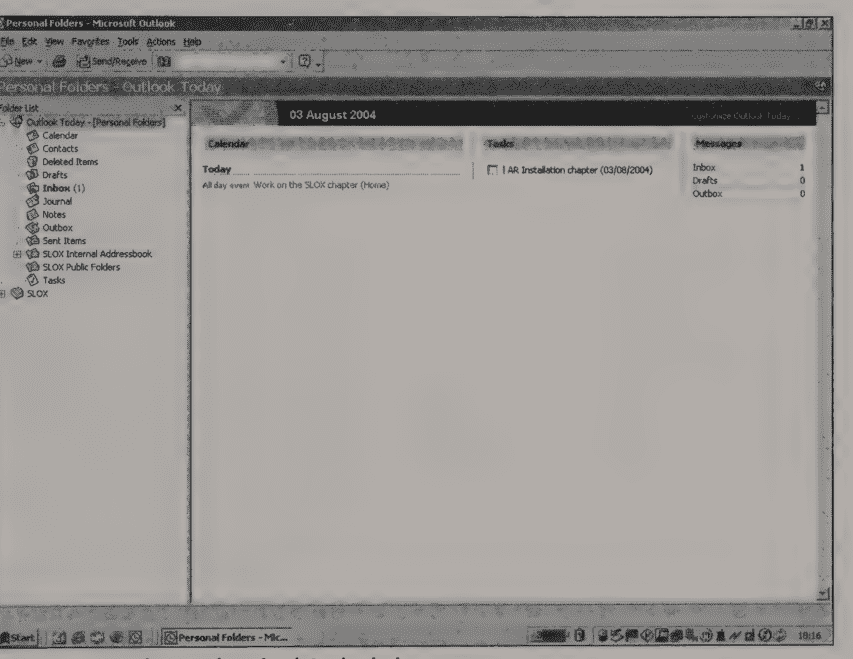 Personal Folders - Microsoft Outlook
File Edit View Favorites Tools Actions Help
New Send/Receive
Personal Folders - Outlook Today
Folder List
Outlook Today - [Personal Folders]
Calendar
Contacts
Deleted Items
Drafts
Inbox (1)
Journal
Notes
Outbox
Sent Items
SLOX Internal Addressbook
SLOX Public Folders
Tasks
SLOX
03 August 2004
Customize Outlook Today
Calendar
Today
All day event Work on the SLOX chapter (Home)
Tasks
AR Installation chapter (03/08/2004)
Messages
Inbox 1
Drafts 0
Outbox 0
Start Personal Folders - Mic... 18:16